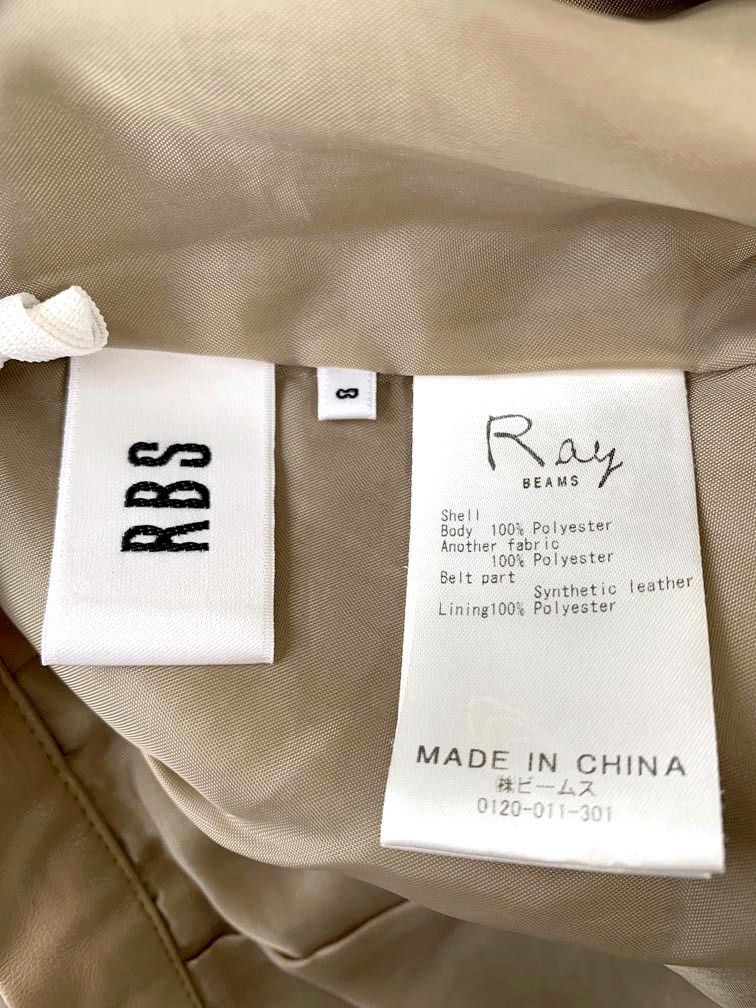 RBS
8
Ray
BEAMS
Shell
Body 100% Polyester
Another fabric
100% Polyester
Belt part
Synthetic leather
Lining100% Polyester
MADE IN CHINA
㈱ビームス
0120-011-301